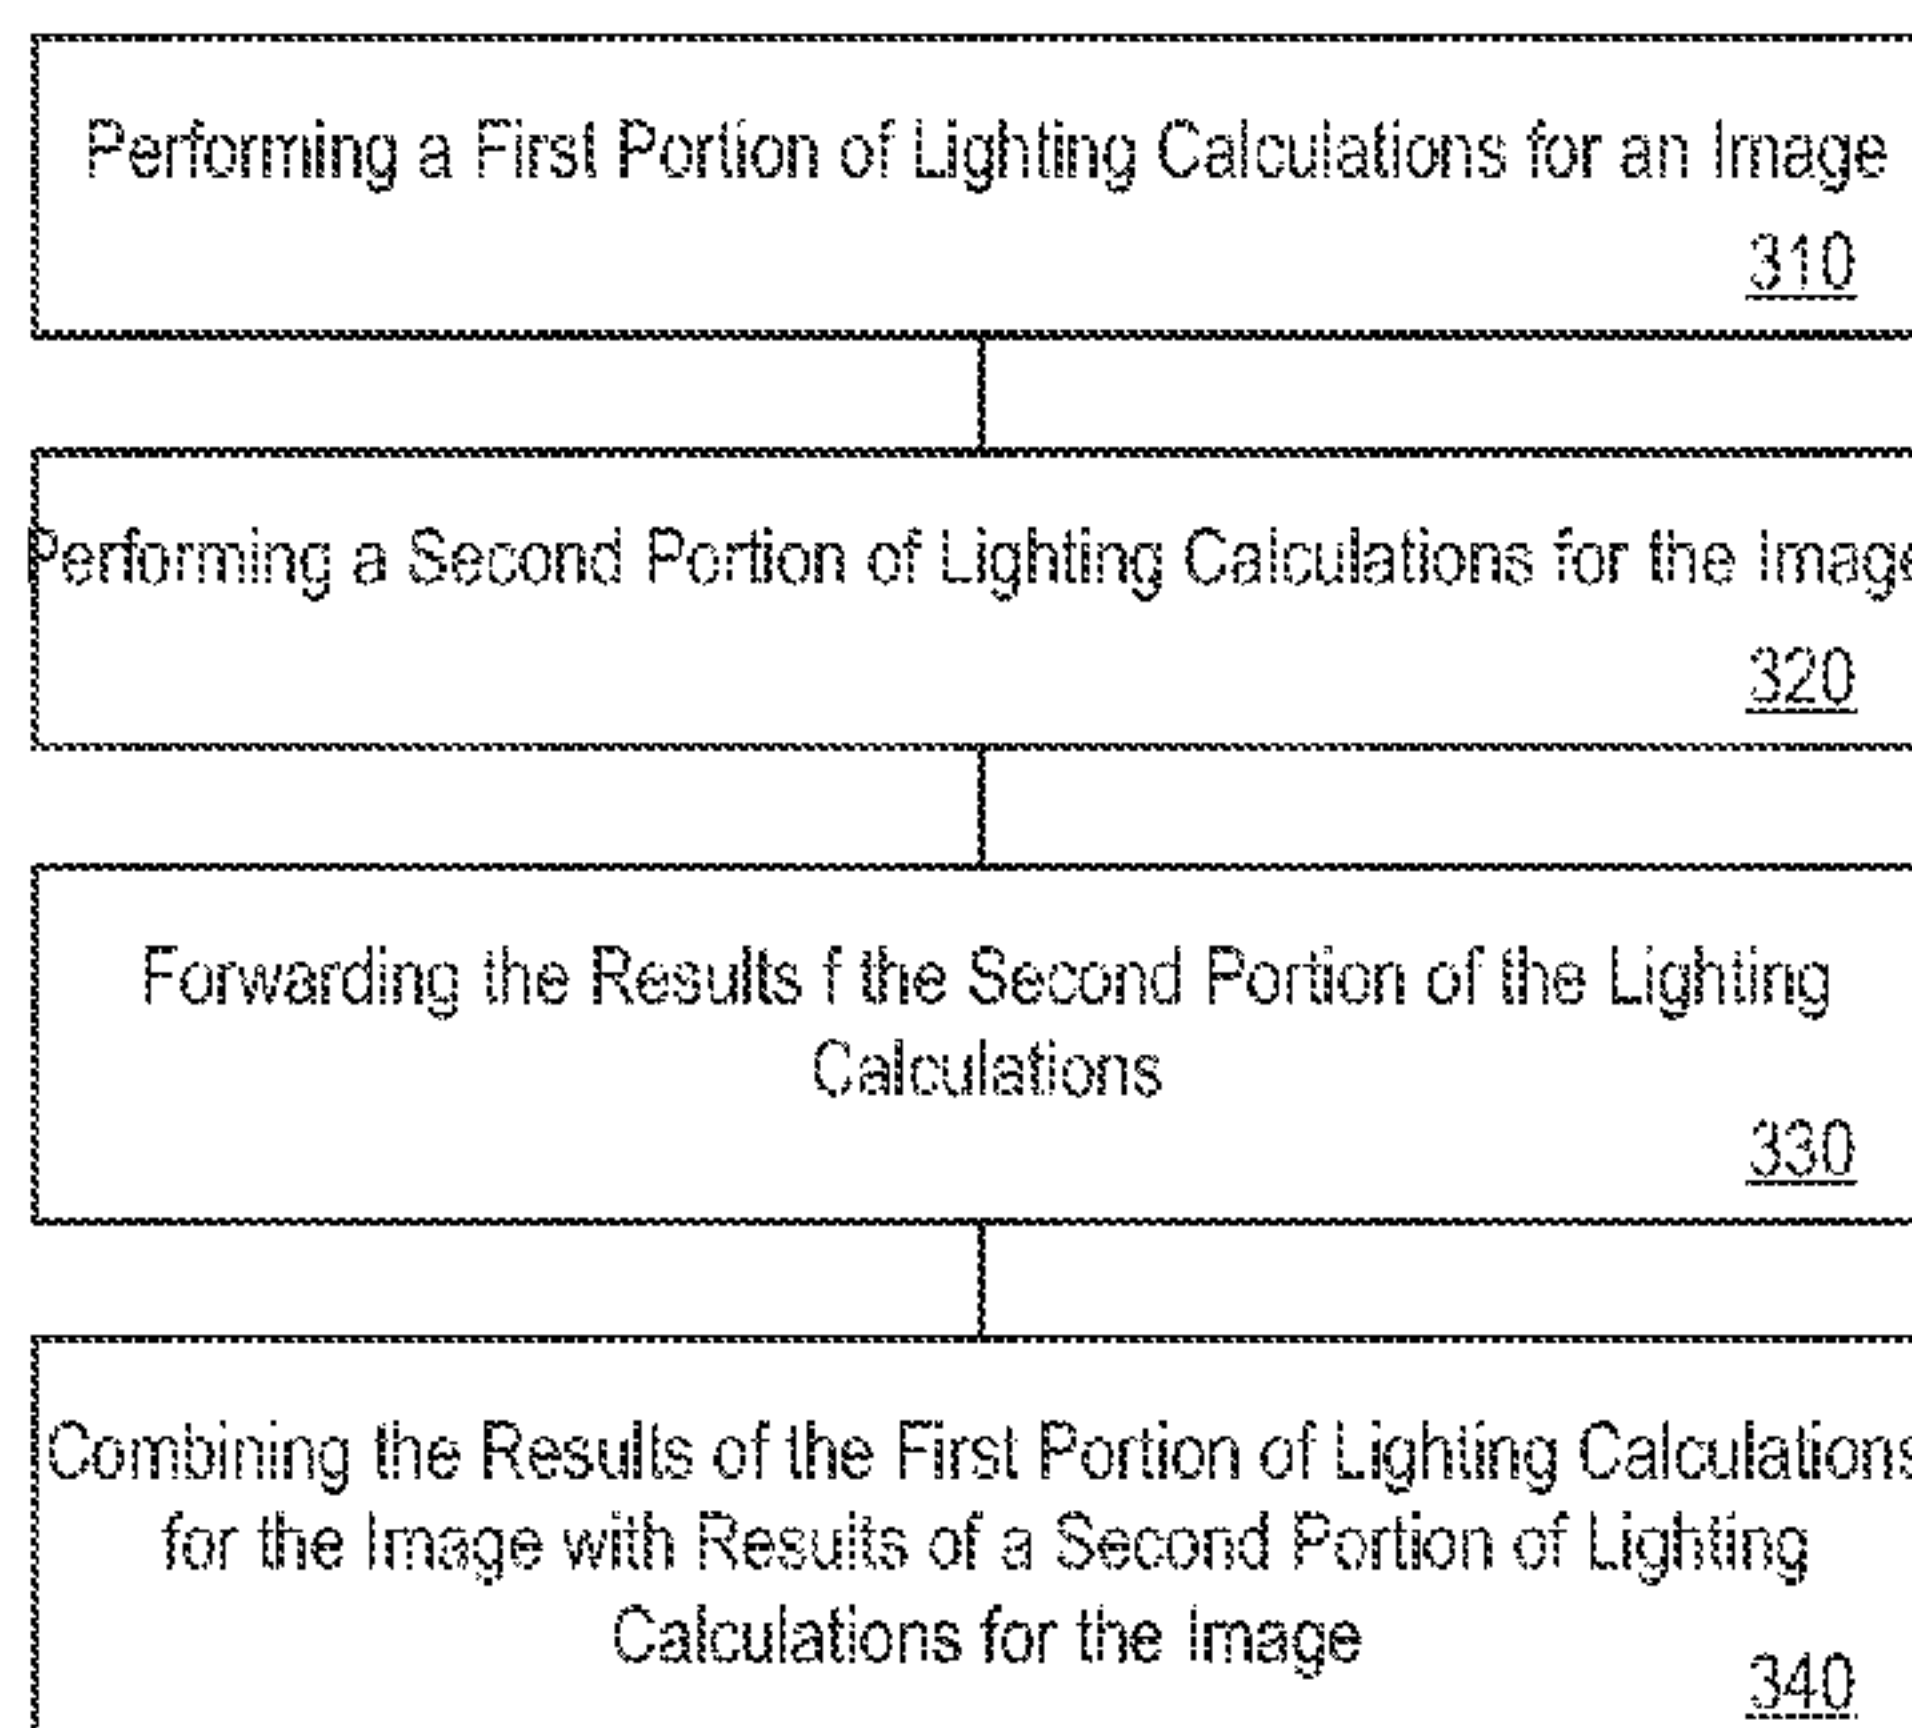 Performing a First Portion of Lighting Calculations for an Image
310
Performing a Second Portion of Lighting Calculations for the Image
320
Forwarding the Results f the Second Portion of the Lighting
Calculations
330
Combining the Results of the First Portion of Lighting Calculations
for the Image with Results of a Second Portion of Lighting
Calculations for the Image
340